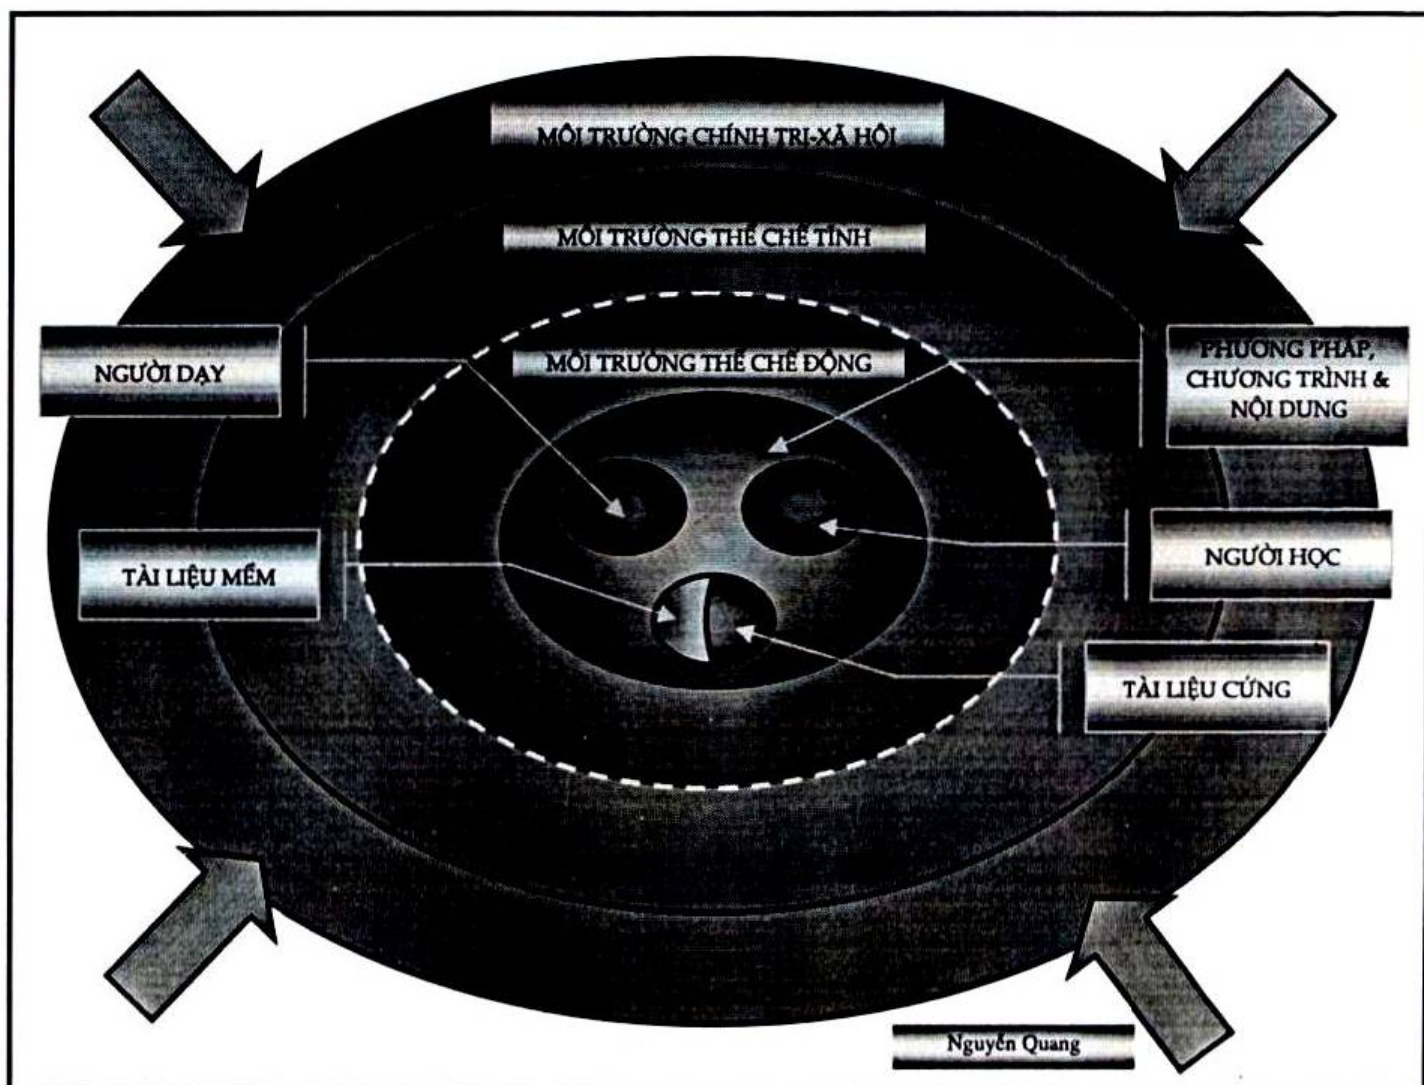 MÔI TRƯỜNG CHÍNH TRỊ-XÃ HỘI
MÔI TRƯỜNG THỂ CHẾ TĨNH
MÔI TRƯỜNG THỂ CHẾ ĐỘNG
NGƯỜI DẠY
PHƯƠNG PHÁP,
CHƯƠNG TRÌNH &
NỘI DUNG
TÀI LIỆU MỀM
NGƯỜI HỌC
TÀI LIỆU CỨNG
Nguyễn Quang